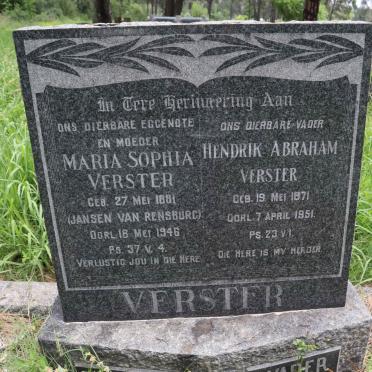 In Tere Herinnering Aan
ONS DIERBARE EGGENOTE
EN MOEDER
MARIA SOPHIA
VERSTER
GEB. 27 MEI 1881
(JANSEN VAN RENSBURG)
OORL. 18 MEI 1946
PS. 37 V. 4.
VERLUSTIG JOU IN DIE HERE
ONS DIERBARE VADER
HENDRIK ABRAHAM
VERSTER
GEB. 19 MEI 1871
OORL. 7 APRIL 1951.
PS. 23 V 1.
DIE HERE IS MY HERDER
VERSTER
VADER